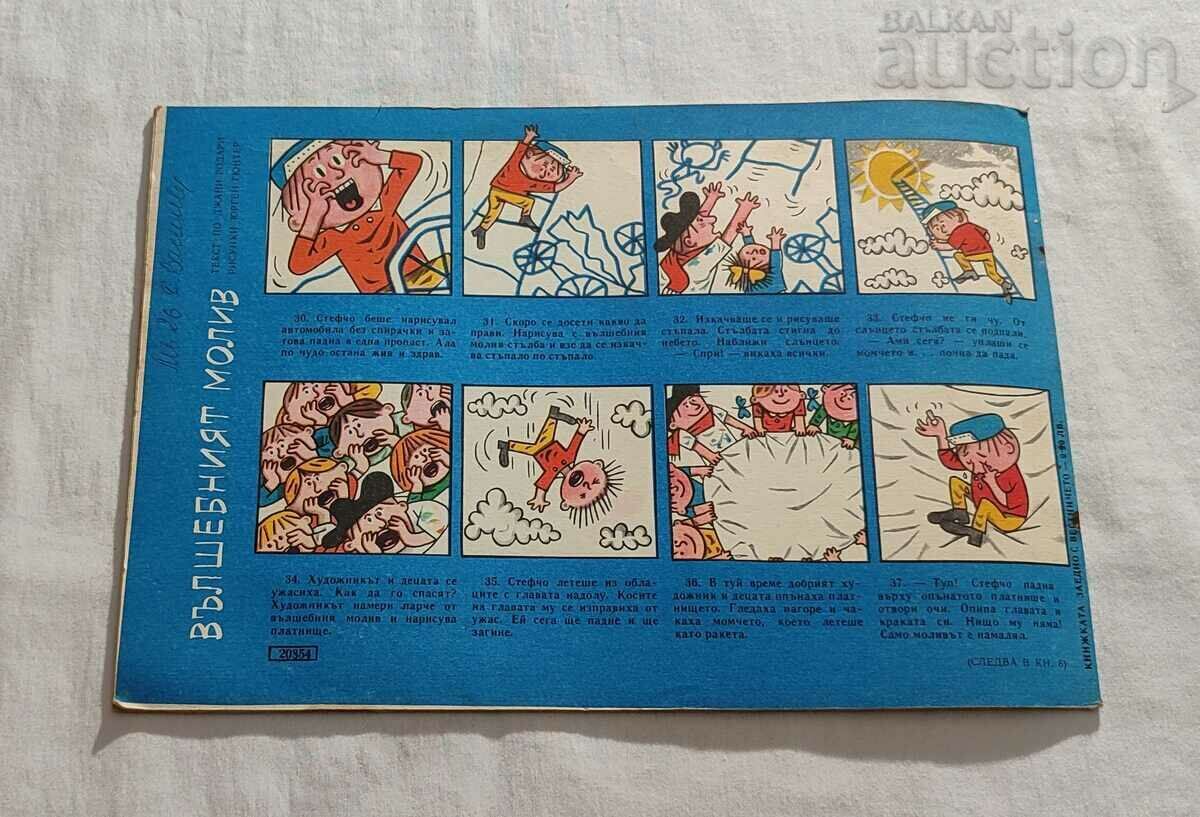 BALKAN
auction
ВЪЛШЕБНИЯТ МОЛИВ
ТЕКСТ ПО ДЖАНИ РОДАРИ
РИСУНКИ ЮРГЕН ГЮНТЕР
30. Стефчо беше нарисувал
автомобила без спирачки и за-
това падна в една пропаст. Ала
по чудо остана жив и здрав.
31. Скоро се досети какво да
прави. Нарисува с вълшебния
молив стълба и взе да се изкач-
ва стъпало по стъпало.
32. Изкачваше се и рисуваше
стъпала. Стълбата стигна до
небето. Наближи слънцето.
— Спри! — викаха всички.
33. Стефчо не ги чу. От
слънцето стълбата се подпали.
— Ами сега? — уплаши се
момчето и... почна да пада.
34. Художникът и децата се
ужасиха. Как да го спасят?
Художникът намери парче от
вълшебния молив и нарисува
платнище.
35. Стефчо летеше из обла-
ците с главата надолу. Косите
на главата му се изправиха от
ужас. Ей сега ще падне и ще
загине.
36. В туй време добрият ху-
дожник и децата опънаха плат-
нището. Гледаха нагоре и ча-
каха момчето, което летеше
като ракета.
37. — Туп! Стефчо падна
върху опънатото платнище и
отвори очи. Опипа главата и
краката си. Нищо му няма!
Само моливът е намалял.
20354
(СЛЕДВА В КН. 6)
КНИЖКАТА ЗАЕДНО С ЛВ.